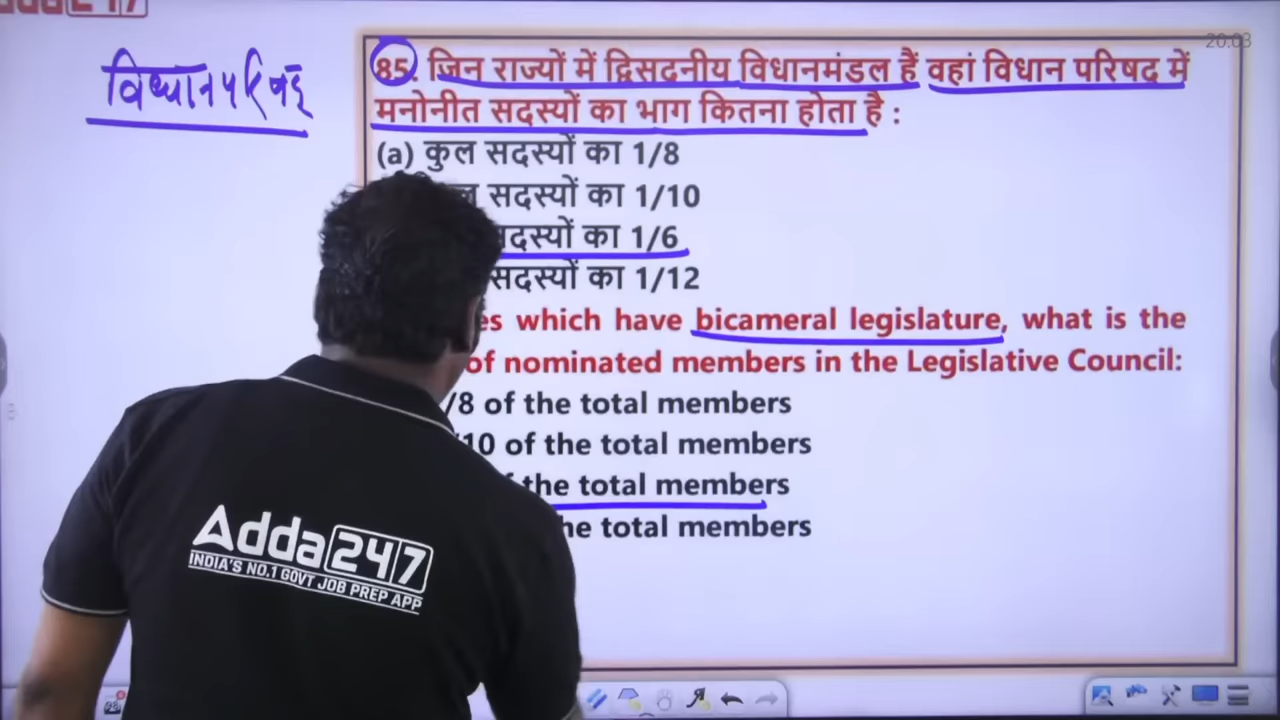 20:03
विधानपरिषद्
85. जिन राज्यों में द्विसदनीय विधानमंडल हैं वहां विधान परिषद में
मनोनीत सदस्यों का भाग कितना होता है :
(a) कुल सदस्यों का 1/8
सदस्यों का 1/10
सदस्यों का 1/6
सदस्यों का 1/12
which have bicameral legislature, what is the
of nominated members in the Legislative Council:
/8 of the total members
/10 of the total members
the total members
the total members
Adda247
INDIA'S NO.1 GOVT JOB PREP APP